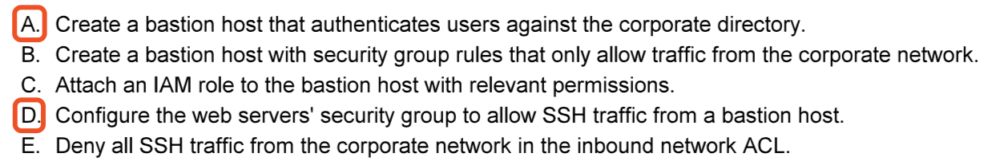 A. Create a bastion host that authenticates users against the corporate directory.
B. Create a bastion host with security group rules that only allow traffic from the corporate network.
C. Attach an IAM role to the bastion host with relevant permissions.
D. Configure the web servers' security group to allow SSH traffic from a bastion host.
E. Deny all SSH traffic from the corporate network in the inbound network ACL.